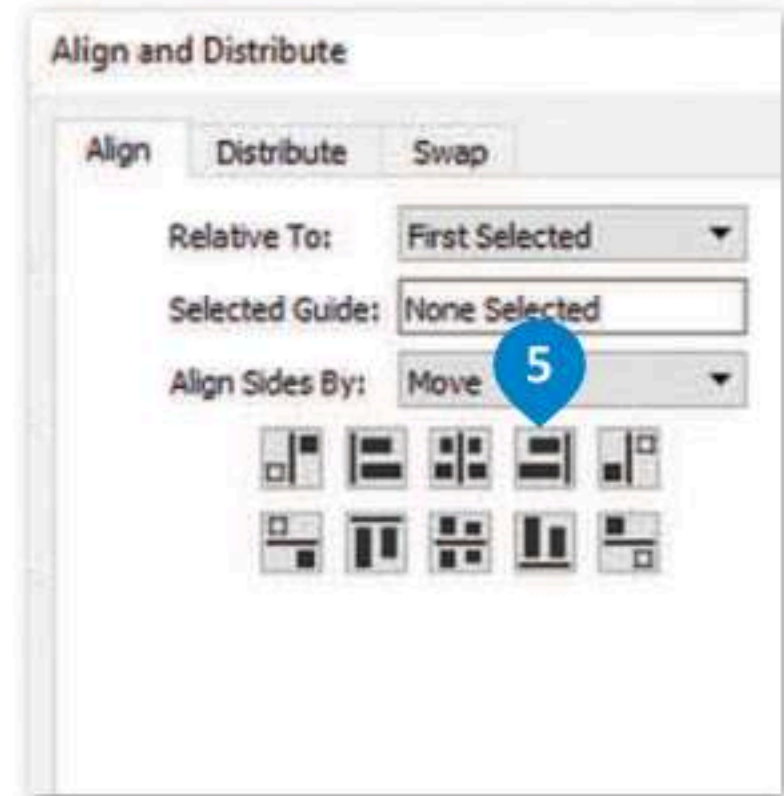 Align and Distribute
Align Distribute Swap
Relative To: First Selected
Selected Guide: None Selected
5
Align Sides By: Move